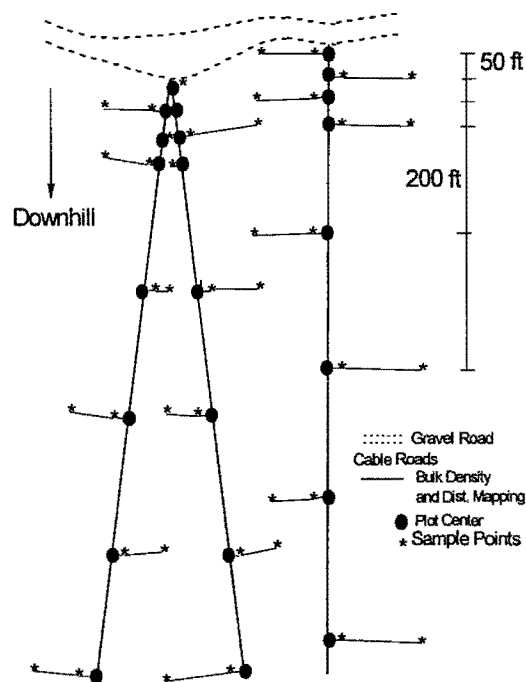 50 ft
200 ft
Downhill
Gravel Road
Cable Roads
Bulk Density
and Dist. Mapping
Plot Center
* Sample Points